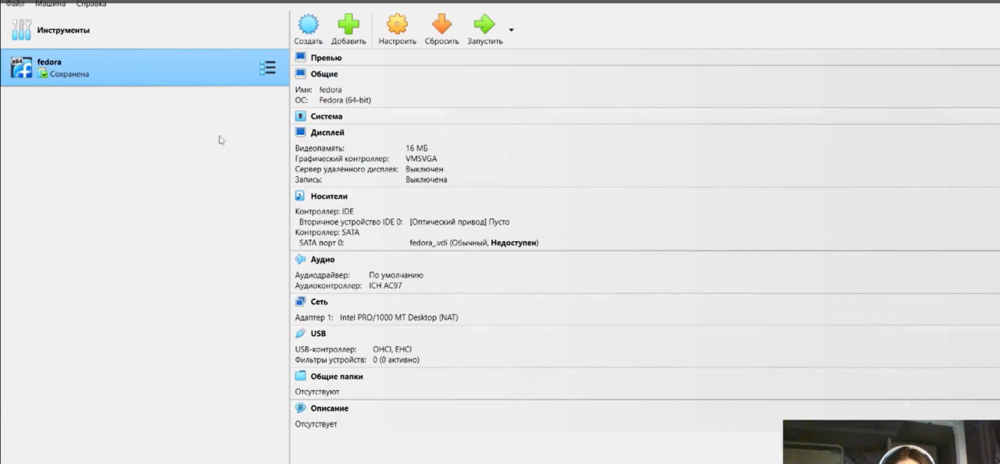 Файл Машина Справка
Инструменты
Создать Добавить Настроить Сбросить Запустить
x64
fedora
Сохранена
Превью
Общие
Имя: fedora
ОС: Fedora (64-bit)
Система
Дисплей
Видеопамять: 16 МБ
Графический контроллер: VMSVGA
Сервер удалённого дисплея: Выключен
Запись: Выключена
Носители
Контроллер: IDE
Вторичное устройство IDE 0: [Оптический привод] Пусто
Контроллер: SATA
SATA порт 0: fedora_.vdi (Обычный, Недоступен)
Аудио
Аудиодрайвер: По умолчанию
Аудиоконтроллер: ICH AC97
Сеть
Адаптер 1: Intel PRO/1000 MT Desktop (NAT)
USB
USB-контроллер: OHCI, EHCI
Фильтры устройств: 0 (0 активно)
Общие папки
Отсутствуют
Описание
Отсутствует